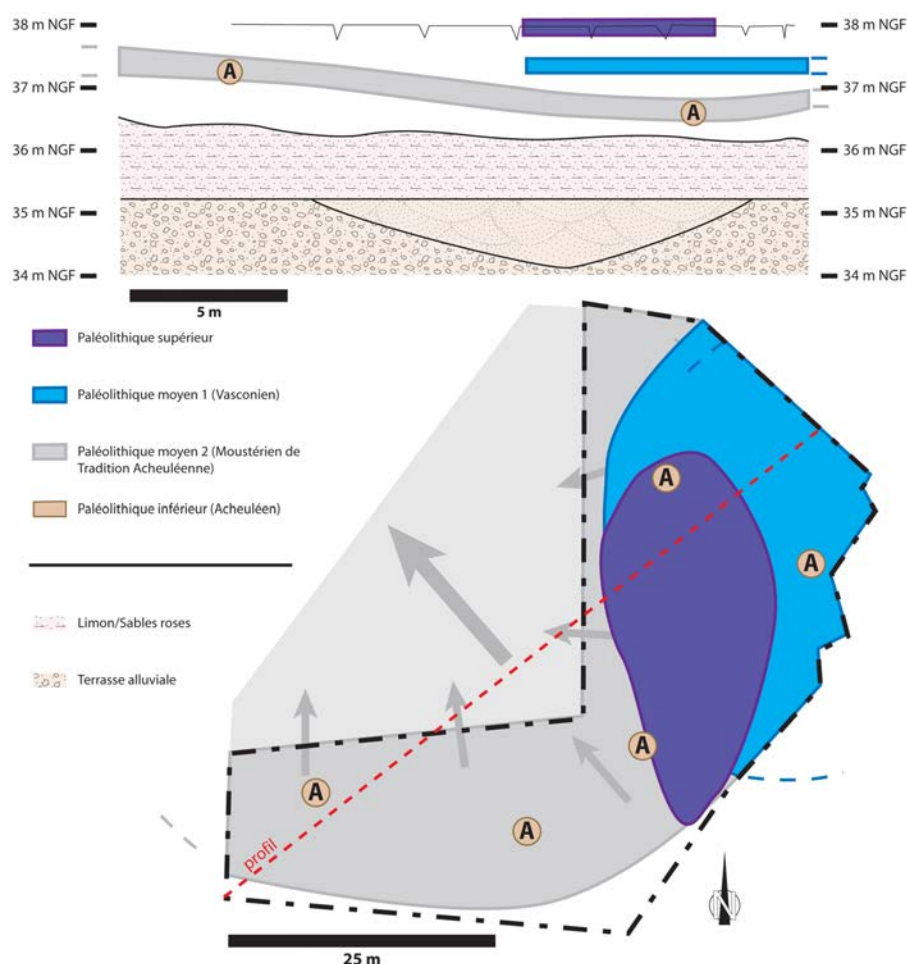 38 m NGF
37 m NGF
36 m NGF
35 m NGF
34 m NGF
38 m NGF
37 m NGF
36 m NGF
35 m NGF
34 m NGF
A
A
5 m
Paléolithique supérieur
Paléolithique moyen 1 (Vasconien)
Paléolithique moyen 2 (Moustérien de
Tradition Acheuléenne)
Paléolithique inférieur (Acheuléen)
Limon/Sables roses
Terrasse alluviale
A
A
A
A
A
profil
N
25 m